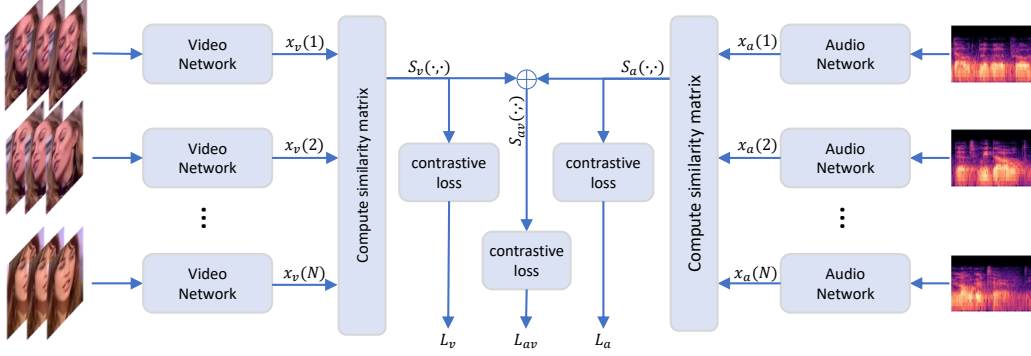 Video
Network
x_v(1)
Video
Network
x_v(2)
...
Video
Network
x_v(N)
Compute similarity matrix
S_v(·,·)
contrastive
loss
L_v
S_av(·,·)
contrastive
loss
L_av
S_a(·,·)
contrastive
loss
L_a
Compute similarity matrix
x_a(1)
Audio
Network
x_a(2)
Audio
Network
...
x_a(N)
Audio
Network